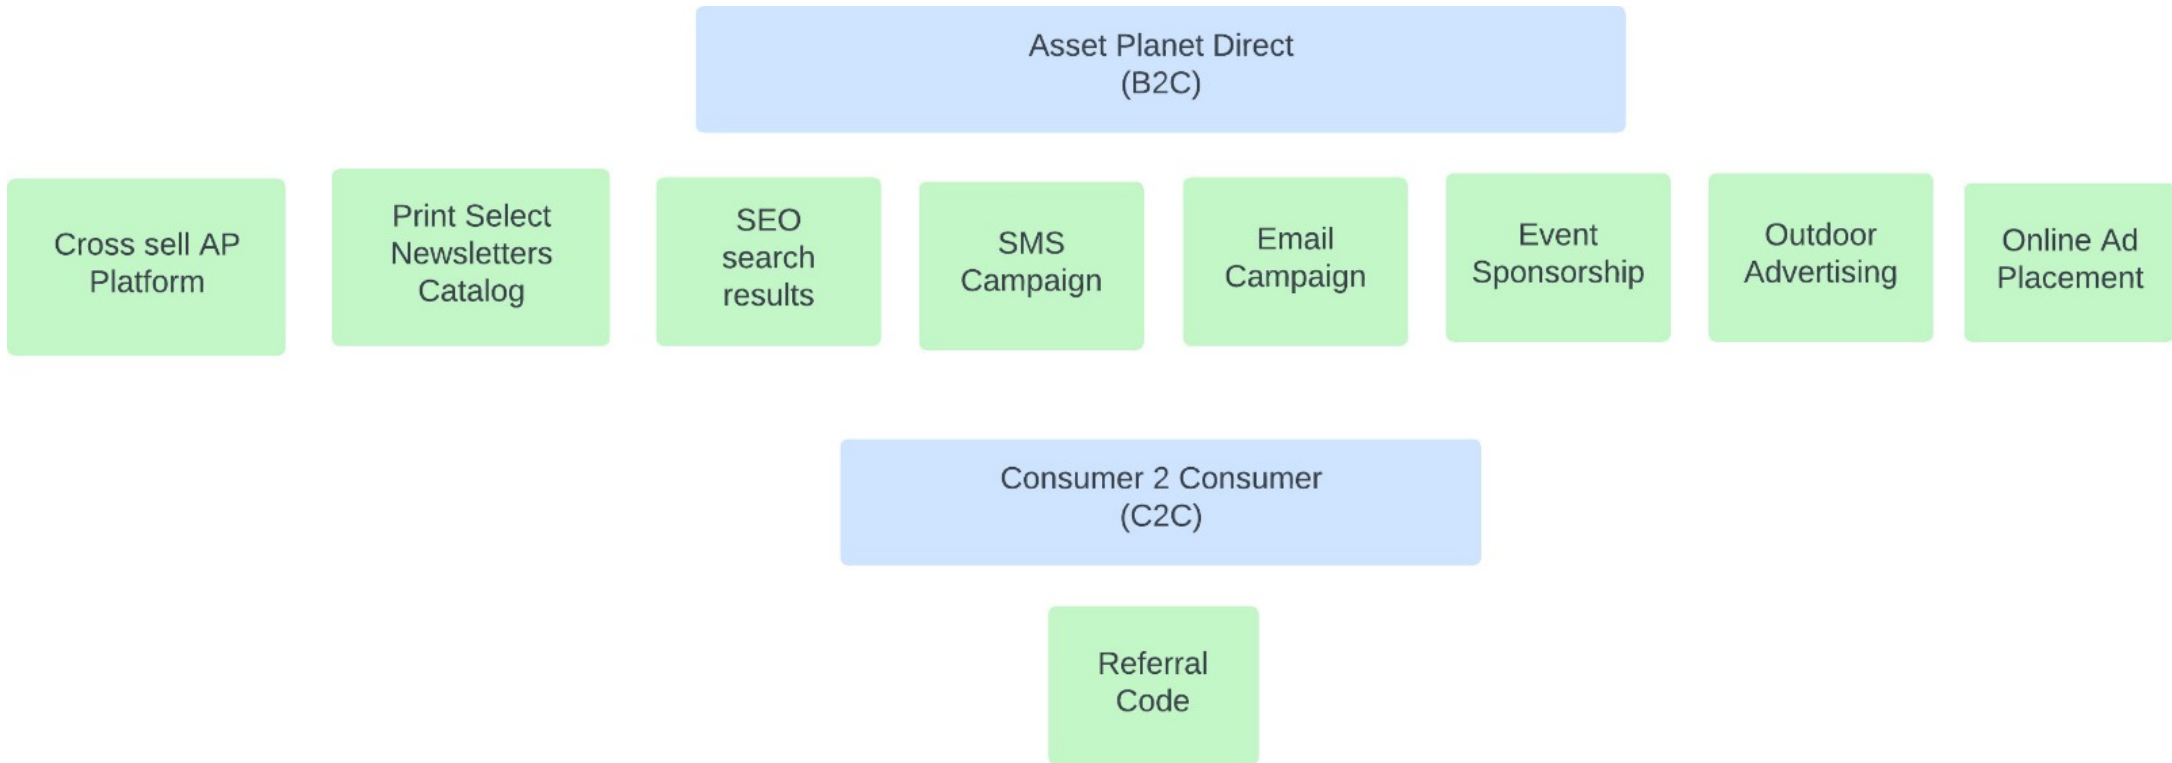 Asset Planet Direct
(B2C)
Cross sell AP
Platform
Print Select
Newsletters
Catalog
SEO
search
results
SMS
Campaign
Email
Campaign
Event
Sponsorship
Outdoor
Advertising
Online Ad
Placement
Consumer 2 Consumer
(C2C)
Referral
Code